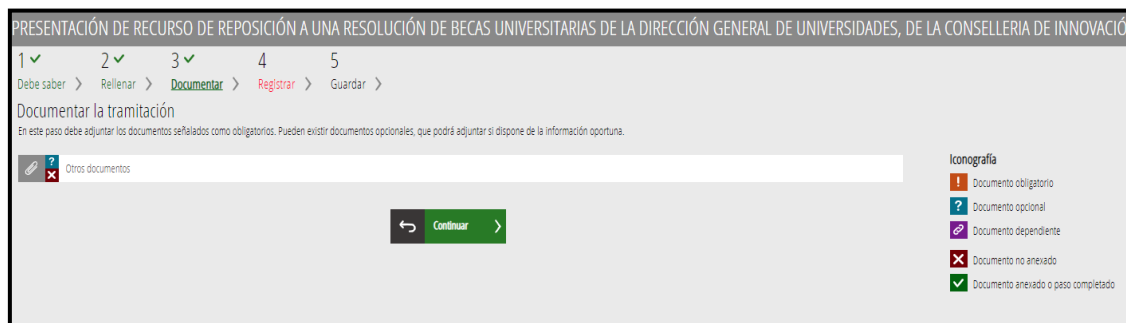 PRESENTACIÓN DE RECURSO DE REPOSICIÓN A UNA RESOLUCIÓN DE BECAS UNIVERSITARIAS DE LA DIRECCIÓN GENERAL DE UNIVERSIDADES, DE LA CONSELLERIA DE INNOVACIÓ
1 2 3 4 5
Debe saber Rellenar Documentar Registrar Guardar
Documentar la tramitación
En este paso debe adjuntar los documentos señalados como obligatorios. Pueden existir documentos opcionales, que podrá adjuntar si dispone de la información oportuna.
? Otros documentos
Continuar
Iconografía
! Documento obligatorio
? Documento opcional
Documento dependiente
Documento no anexado
Documento anexado o paso completado